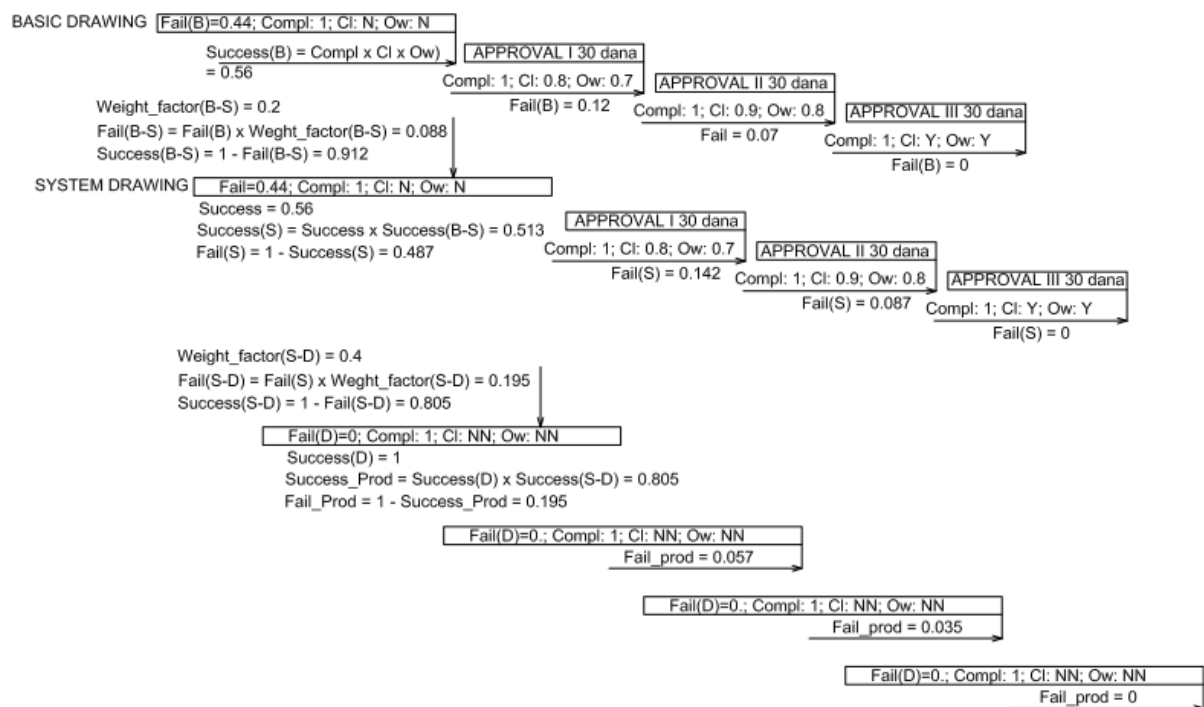 BASIC DRAWING
Fail(B)=0.44; Compl: 1; Cl: N; Ow: N
Success(B) = Compl x Cl x Ow)
= 0.56
APPROVAL I 30 dana
Compl: 1; Cl: 0.8; Ow: 0.7
Fail(B) = 0.12
APPROVAL II 30 dana
Compl: 1; Cl: 0.9; Ow: 0.8
Fail = 0.07
APPROVAL III 30 dana
Compl: 1; Cl: Y; Ow: Y
Fail(B) = 0
Weight_factor(B-S) = 0.2
Fail(B-S) = Fail(B) x Weght_factor(B-S) = 0.088
Success(B-S) = 1 - Fail(B-S) = 0.912
SYSTEM DRAWING
Fail=0.44; Compl: 1; Cl: N; Ow: N
Success = 0.56
Success(S) = Success x Success(B-S) = 0.513
Fail(S) = 1 - Success(S) = 0.487
APPROVAL I 30 dana
Compl: 1; Cl: 0.8; Ow: 0.7
Fail(S) = 0.142
APPROVAL II 30 dana
Compl: 1; Cl: 0.9; Ow: 0.8
Fail(S) = 0.087
APPROVAL III 30 dana
Compl: 1; Cl: Y; Ow: Y
Fail(S) = 0
Weight_factor(S-D) = 0.4
Fail(S-D) = Fail(S) x Weght_factor(S-D) = 0.195
Success(S-D) = 1 - Fail(S-D) = 0.805
Fail(D)=0; Compl: 1; Cl: NN; Ow: NN
Success(D) = 1
Success_Prod = Success(D) x Success(S-D) = 0.805
Fail_Prod = 1 - Success_Prod = 0.195
Fail(D)=0.; Compl: 1; Cl: NN; Ow: NN
Fail_prod = 0.057
Fail(D)=0.; Compl: 1; Cl: NN; Ow: NN
Fail_prod = 0.035
Fail(D)=0.; Compl: 1; Cl: NN; Ow: NN
Fail_prod = 0